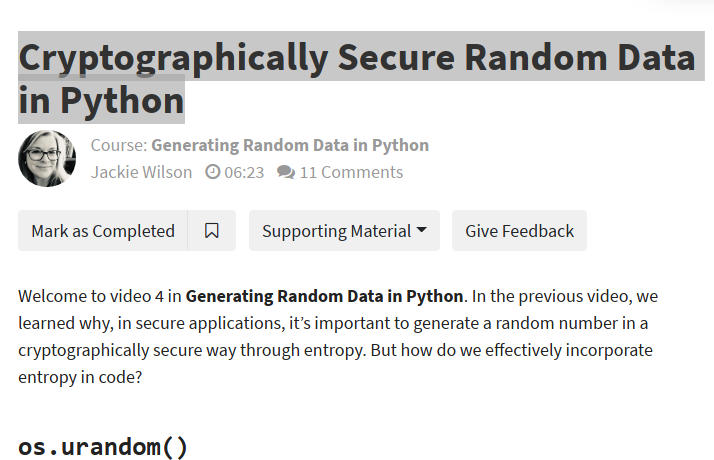 Cryptographically Secure Random Data
in Python
Course: Generating Random Data in Python
Jackie Wilson 06:23 11 Comments
Mark as Completed Supporting Material Give Feedback
Welcome to video 4 in Generating Random Data in Python. In the previous video, we
learned why, in secure applications, it’s important to generate a random number in a
cryptographically secure way through entropy. But how do we effectively incorporate
entropy in code?
os.urandom()